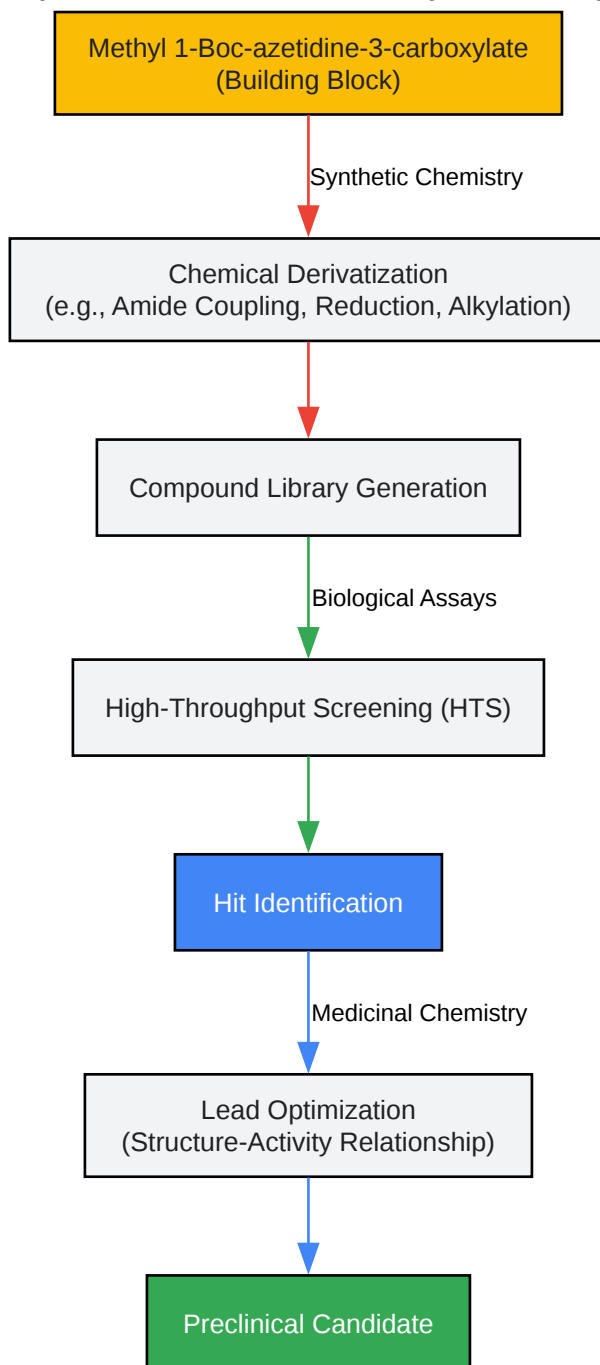 Methyl 1-Boc-azetidine-3-carboxylate
(Building Block)
Synthetic Chemistry
Chemical Derivatization
(e.g., Amide Coupling, Reduction, Alkylation)
Compound Library Generation
Biological Assays
High-Throughput Screening (HTS)
Hit Identification
Medicinal Chemistry
Lead Optimization
(Structure-Activity Relationship)
Preclinical Candidate